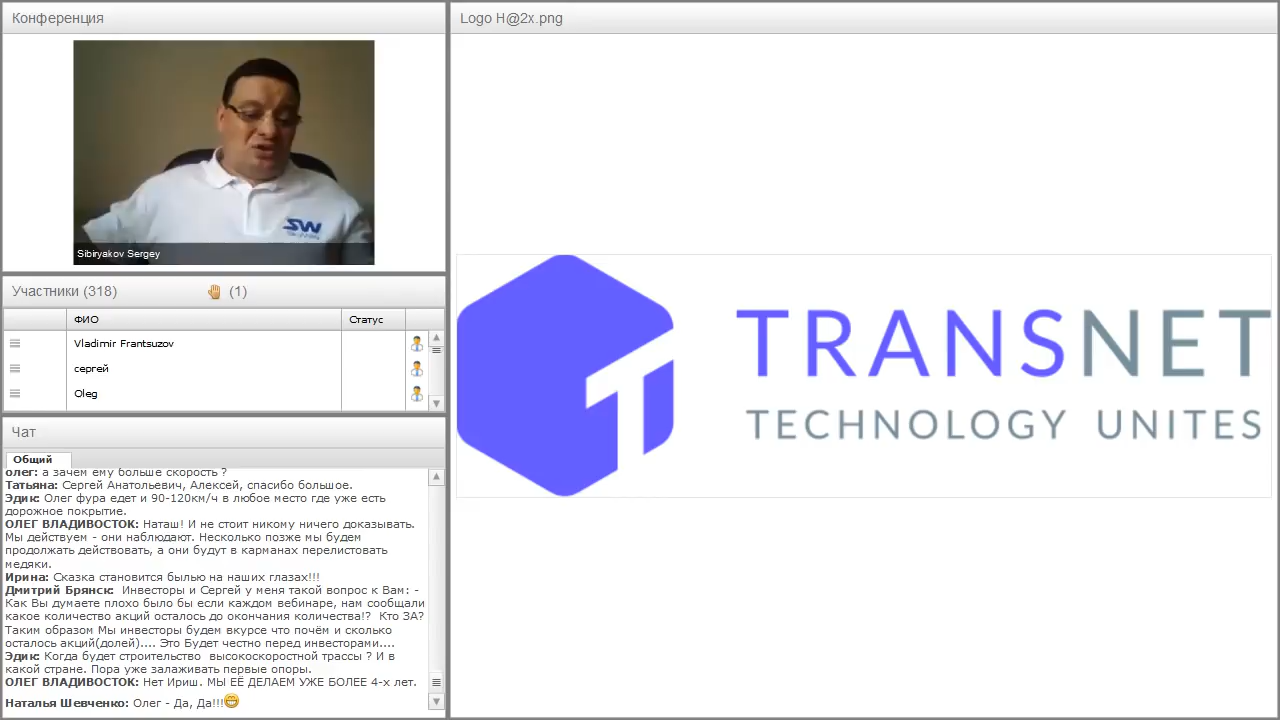 Конференция
SW
Sibiryakov Sergey
Участники (318) (1)
ФИО Статус
Vladimir Frantsuzov
сергей
Oleg
Чат
Общий
олег: а зачем ему больше скорость ?
Татьяна: Сергей Анатольевич, Алексей, спасибо большое.
Эдик: Олег фура едет и 90-120км/ч в любое место где уже есть
дорожное покрытие.
ОЛЕГ ВЛАДИВОСТОК: Наташ! И не стоит никому ничего доказывать.
Мы действуем - они наблюдают. Несколько позже мы будем
продолжать действовать, а они будут в карманах перелистовать
медяки.
Ирина: Сказка становится былью на наших глазах!!!
Дмитрий Брянск: Инвесторы и Сергей у меня такой вопрос к Вам: -
Как Вы думаете плохо было бы если каждом вебинаре, нам сообщали
какое количество акций осталось до окончания количества!? Кто ЗА?
Таким образом Мы инвесторы будем вкурсе что почём и сколько
осталось акций(долей).... Это Будет честно перед инвесторами....
Эдик: Когда будет строительство высокоскоростной трассы ? И в
какой стране. Пора уже залаживать первые опоры.
ОЛЕГ ВЛАДИВОСТОК: Нет Ириш. МЫ ЕЁ ДЕЛАЕМ УЖЕ БОЛЕЕ 4-х лет.
Наталья Шевченко: Олег - Да, Да!!!
Logo H@2x.png
TRANSNET
TECHNOLOGY UNITES